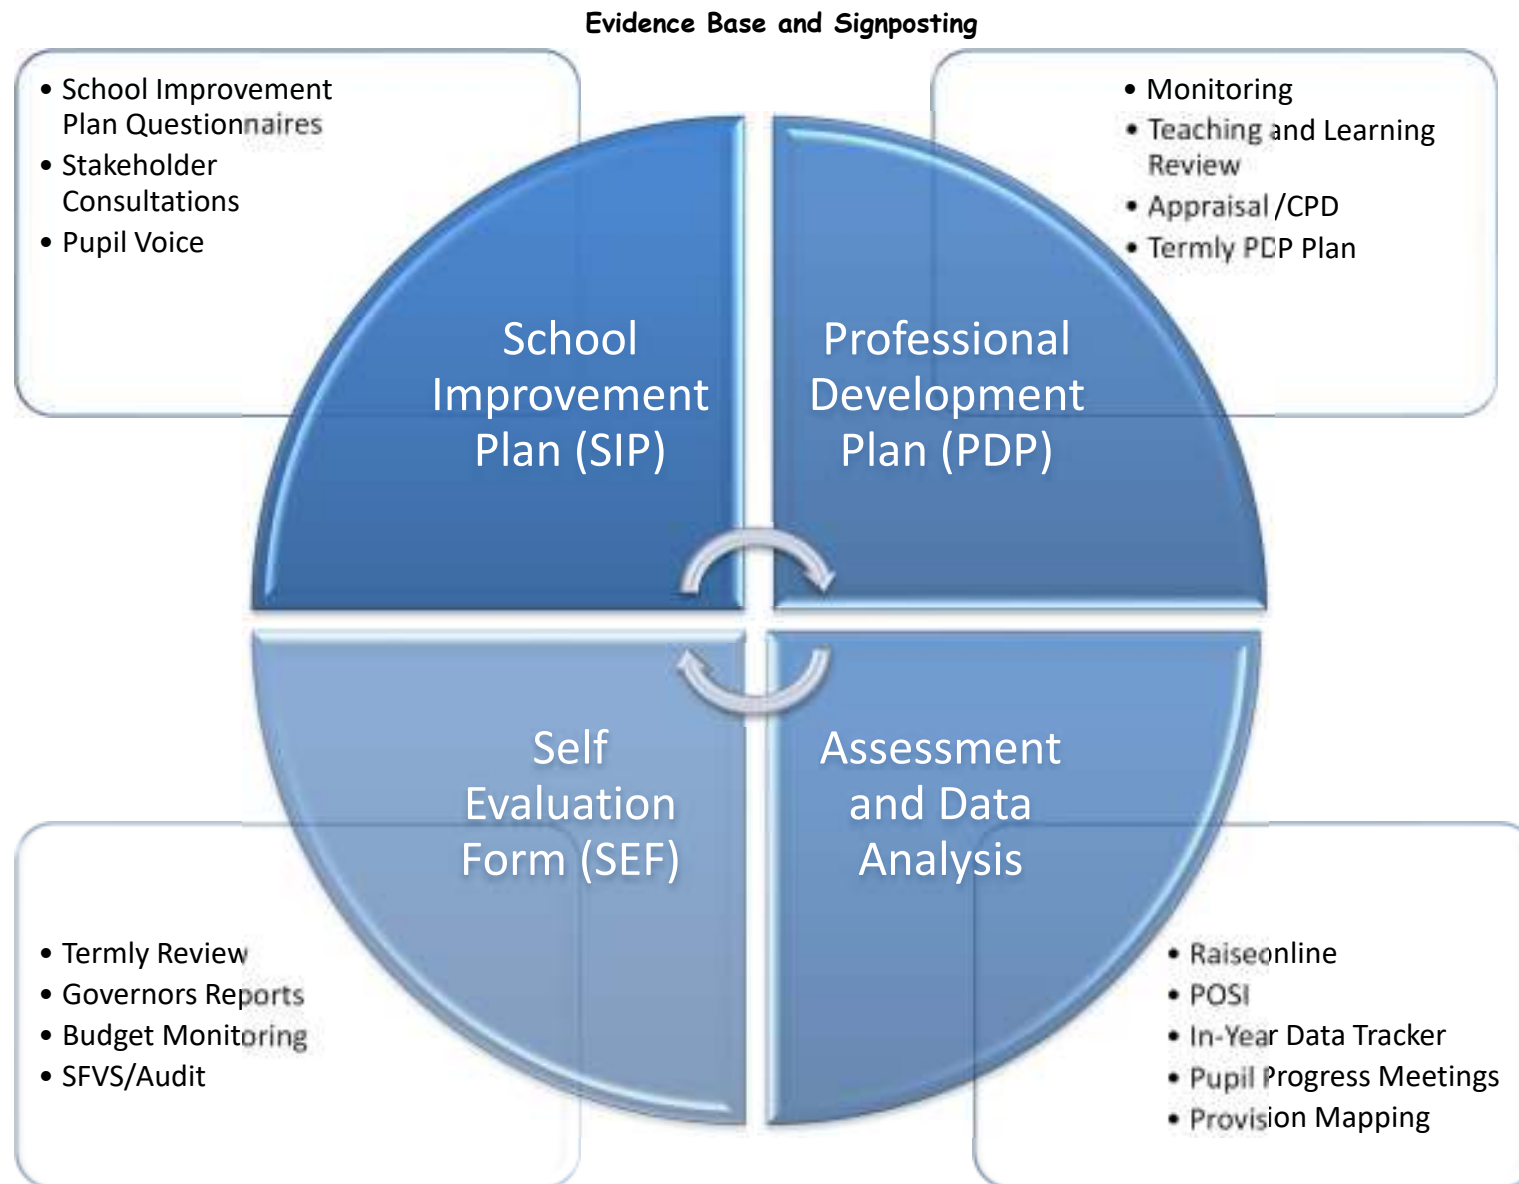 Evidence Base and Signposting
• School Improvement
Plan Questionnaires
• Stakeholder
Consultations
• Pupil Voice
• Monitoring
• Teaching and Learning
Review
• Appraisal /CPD
• Termly PDP Plan
School
Improvement
Plan (SIP)
Professional
Development
Plan (PDP)
Self
Evaluation
Form (SEF)
Assessment
and Data
Analysis
• Termly Review
• Governors Reports
• Budget Monitoring
• SFVS/Audit
• Raiseonline
• POSI
• In-Year Data Tracker
• Pupil Progress Meetings
• Provision Mapping